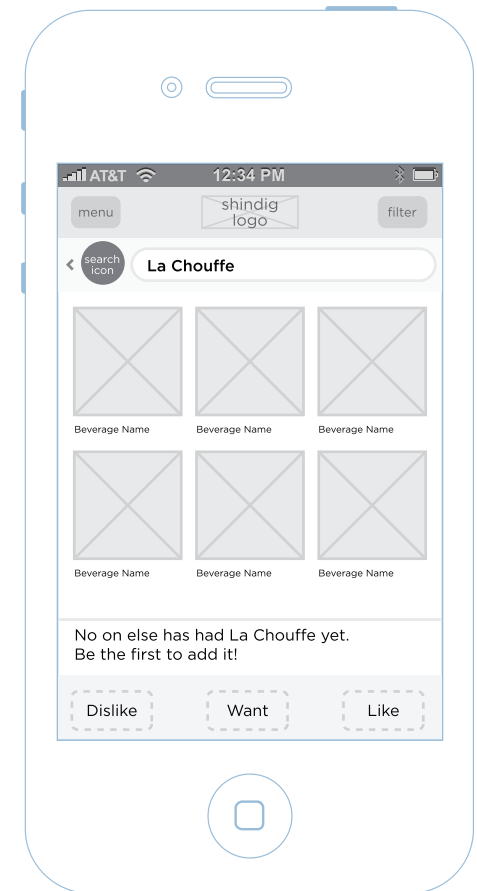 AT&T 12:34 PM
menu shindig filter
logo
search
icon
La Chouffe
Beverage Name Beverage Name Beverage Name
Beverage Name Beverage Name Beverage Name
No on else has had La Chouffe yet.
Be the first to add it!
Dislike Want Like